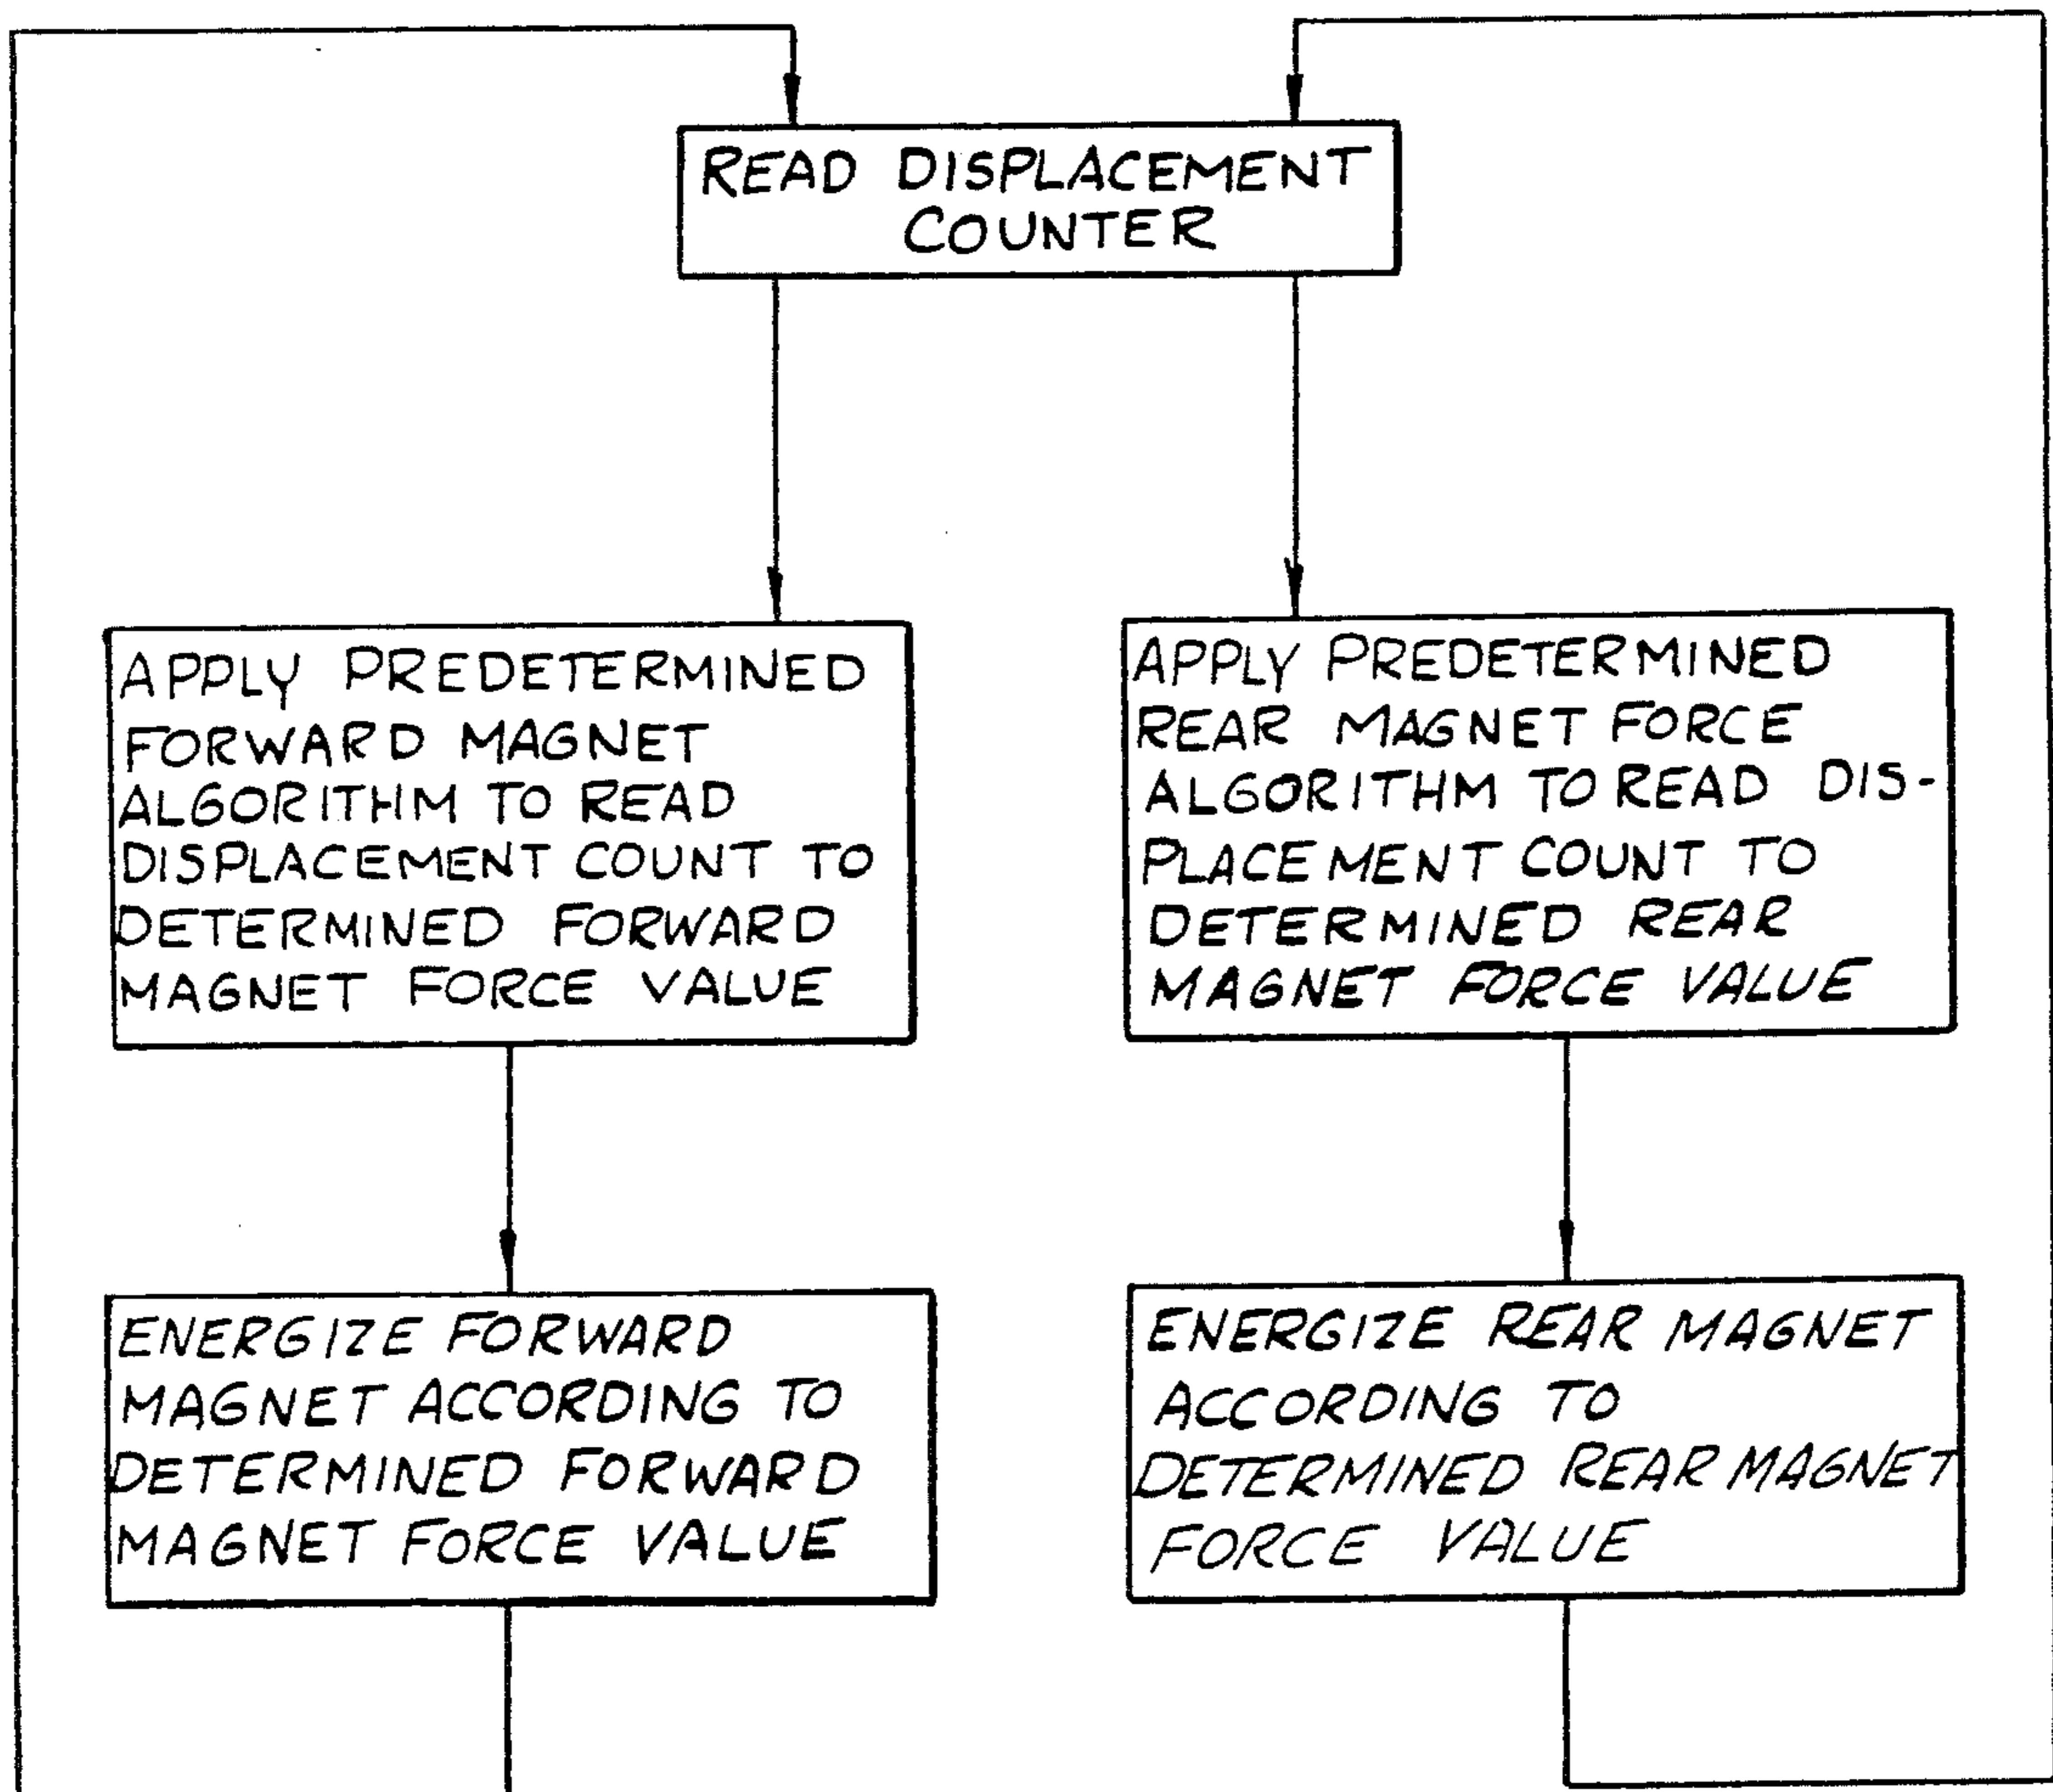 READ DISPLACEMENT
COUNTER
APPLY PREDETERMINED
FORWARD MAGNET
ALGORITHM TO READ
DISPLACEMENT COUNT TO
DETERMINED FORWARD
MAGNET FORCE VALUE
APPLY PREDETERMINED
REAR MAGNET FORCE
ALGORITHM TO READ DIS-
PLACEMENT COUNT TO
DETERMINED REAR
MAGNET FORCE VALUE
ENERGIZE FORWARD
MAGNET ACCORDING TO
DETERMINED FORWARD
MAGNET FORCE VALUE
ENERGIZE REAR MAGNET
ACCORDING TO
DETERMINED REAR MAGNET
FORCE VALUE